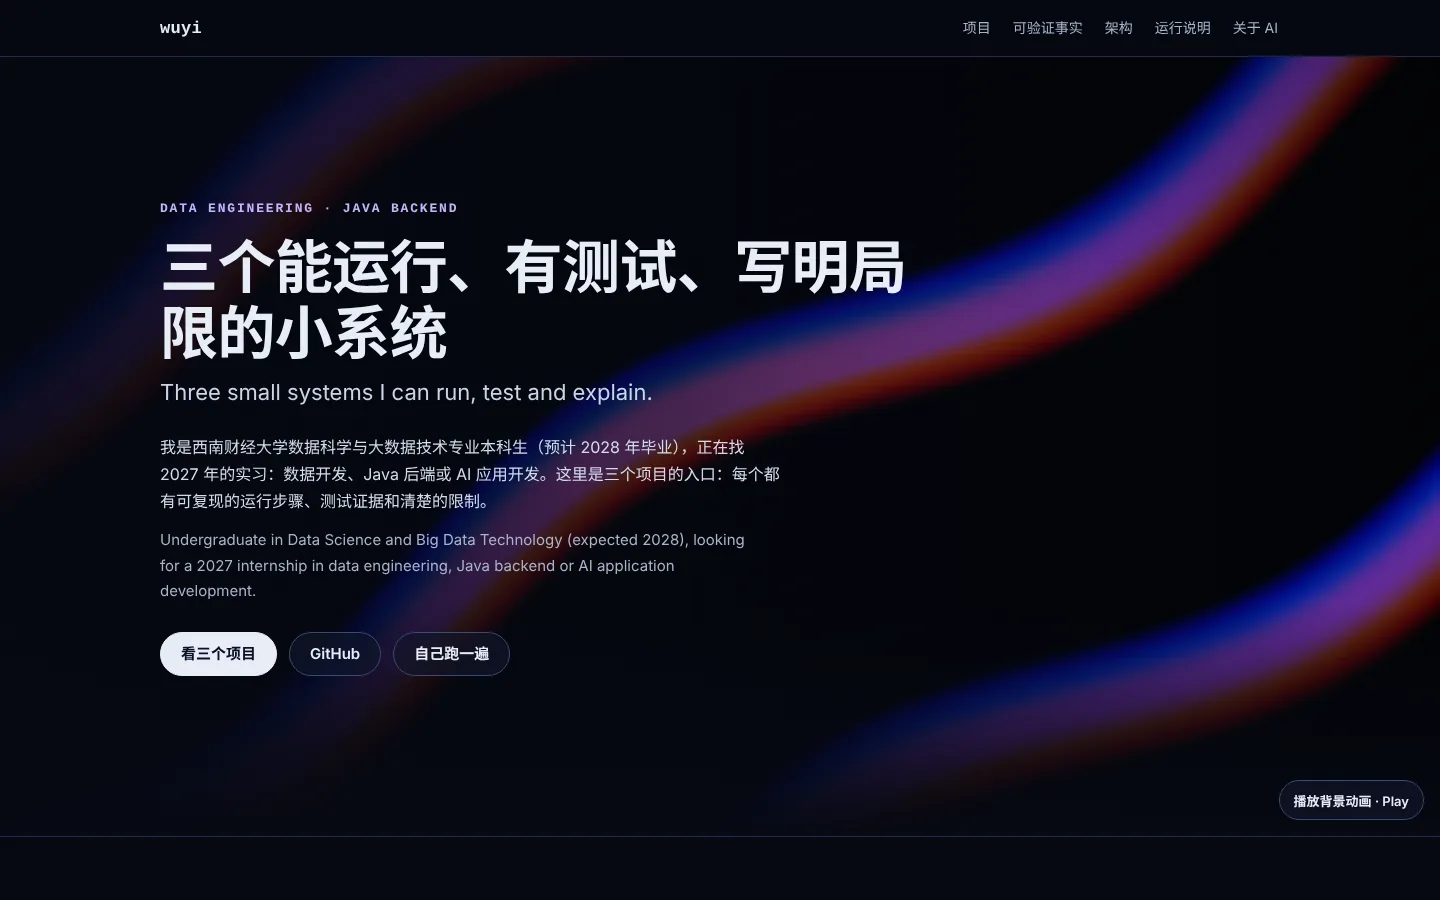 wuyi
项目 可验证事实 架构 运行说明 关于 AI
DATA ENGINEERING · JAVA BACKEND
三个能运行、有测试、写明局
限的小系统
Three small systems I can run, test and explain.
我是西南财经大学数据科学与大数据技术专业本科生（预计 2028 年毕业），正在找
2027 年的实习：数据开发、Java 后端或 AI 应用开发。这里是三个项目的入口：每个都
有可复现的运行步骤、测试证据和清楚的限制。
Undergraduate in Data Science and Big Data Technology (expected 2028), looking
for a 2027 internship in data engineering, Java backend or AI application
development.
看三个项目 GitHub 自己跑一遍
播放背景动画 · Play